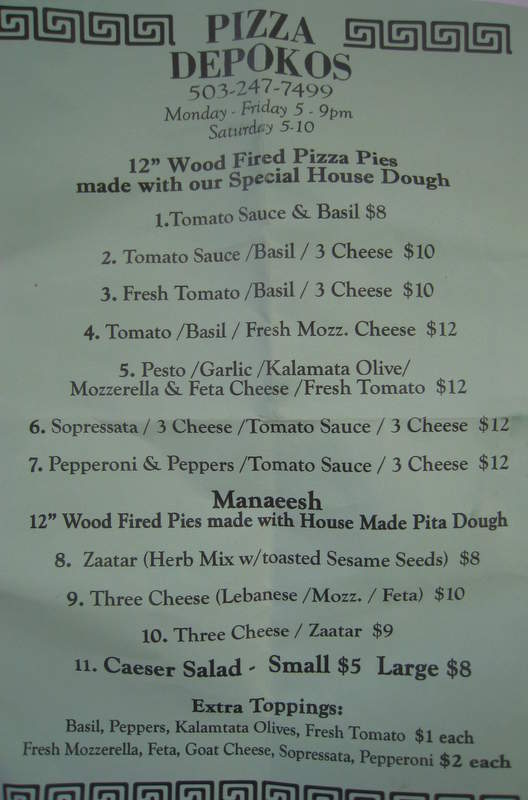 PIZZA
DEPOKOS
503-247-7499
Monday - Friday 5 - 9pm
Saturday 5-10
12” Wood Fired Pizza Pies
made with our Special House Dough
1.Tomato Sauce & Basil $8
2. Tomato Sauce /Basil / 3 Cheese $10
3. Fresh Tomato /Basil / 3 Cheese $10
4. Tomato /Basil / Fresh Mozz. Cheese $12
5. Pesto /Garlic /Kalamata Olive/
Mozzerella & Feta Cheese /Fresh Tomato $12
6. Sopressata / 3 Cheese /Tomato Sauce / 3 Cheese $12
7. Pepperoni & Peppers /Tomato Sauce / 3 Cheese $12
Manaeesh
12” Wood Fired Pies made with House Made Pita Dough
8. Zaatar (Herb Mix w/toasted Sesame Seeds) $8
9. Three Cheese (Lebanese /Mozz. / Feta) $10
10. Three Cheese / Zaatar $9
11. Caeser Salad - Small $5 Large $8
Extra Toppings:
Basil, Peppers, Kalamtata Olives, Fresh Tomato $1 each
Fresh Mozzerella, Feta, Goat Cheese, Sopressata, Pepperoni $2 each